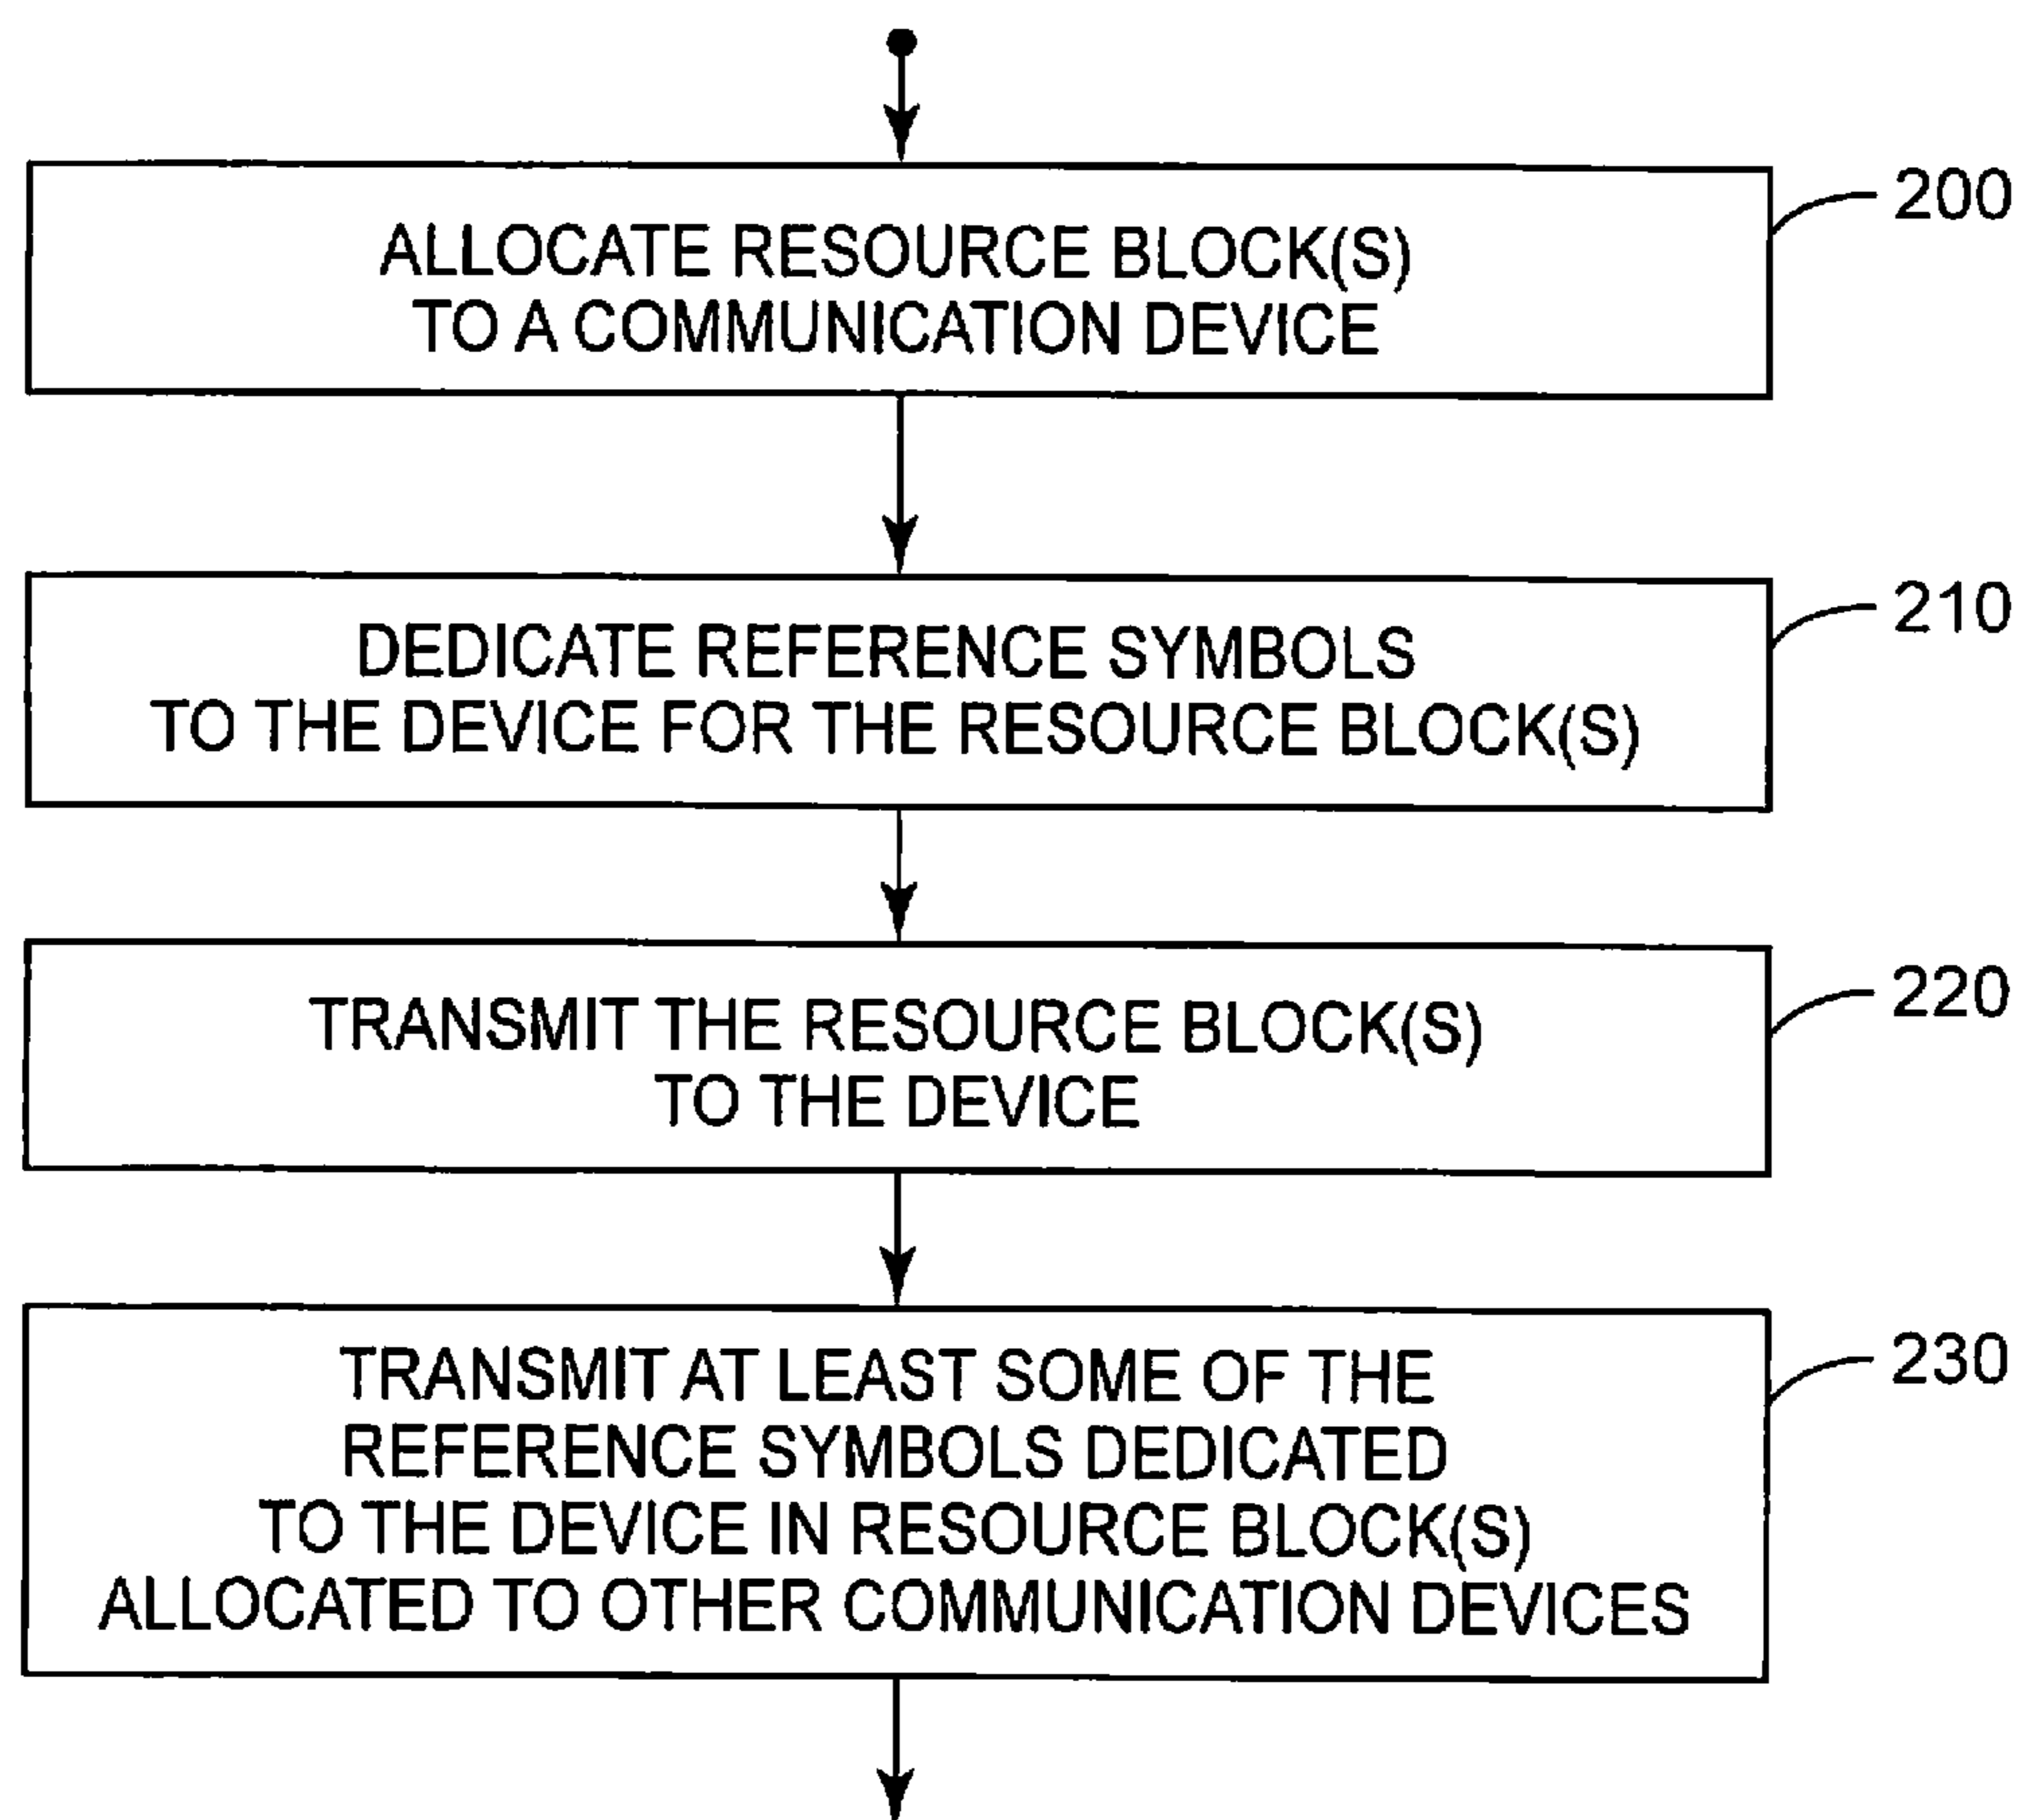 ALLOCATE RESOURCE BLOCK(S)
TO A COMMUNICATION DEVICE
200
DEDICATE REFERENCE SYMBOLS
TO THE DEVICE FOR THE RESOURCE BLOCK(S)
210
TRANSMIT THE RESOURCE BLOCK(S)
TO THE DEVICE
220
TRANSMIT AT LEAST SOME OF THE
REFERENCE SYMBOLS DEDICATED
TO THE DEVICE IN RESOURCE BLOCK(S)
ALLOCATED TO OTHER COMMUNICATION DEVICES
230